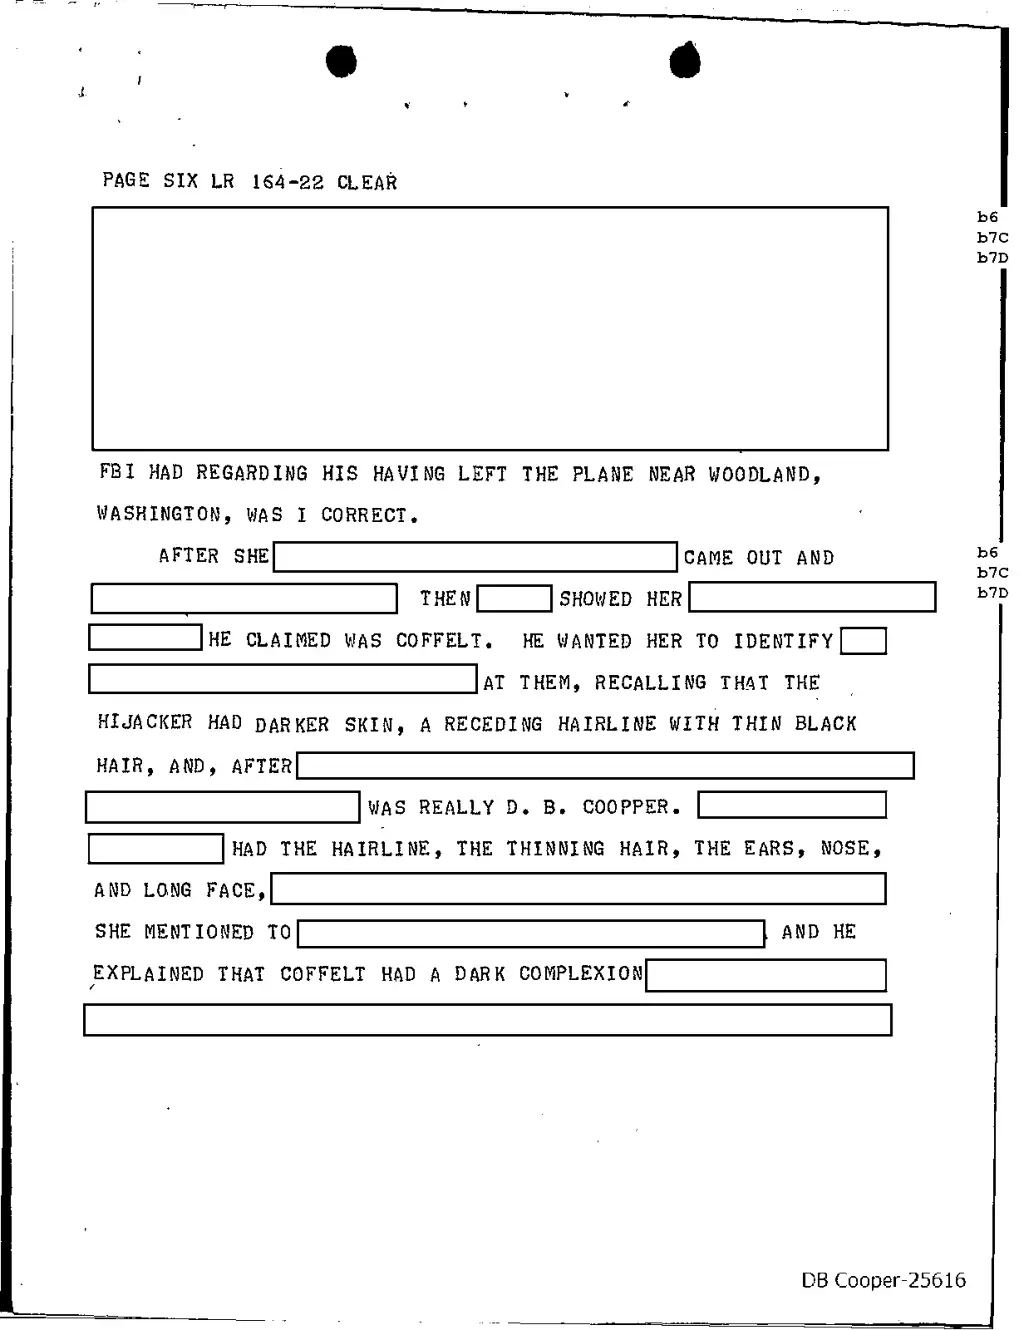 PAGE SIX LR 164-22 CLEAR
b6
b7C
b7D
FBI HAD REGARDING HIS HAVING LEFT THE PLANE NEAR WOODLAND,
WASHINGTON, WAS I CORRECT.
AFTER SHE CAME OUT AND
b6
b7C
b7D
THEN SHOWED HER
HE CLAIMED WAS COFFELT. HE WANTED HER TO IDENTIFY
AT THEM, RECALLING THAT THE
HIJACKER HAD DARKER SKIN, A RECEDING HAIRLINE WITH THIN BLACK
HAIR, AND, AFTER
WAS REALLY D. B. COOPPER.
HAD THE HAIRLINE, THE THINNING HAIR, THE EARS, NOSE,
AND LONG FACE,
SHE MENTIONED TO AND HE
EXPLAINED THAT COFFELT HAD A DARK COMPLEXION
DB Cooper-25616